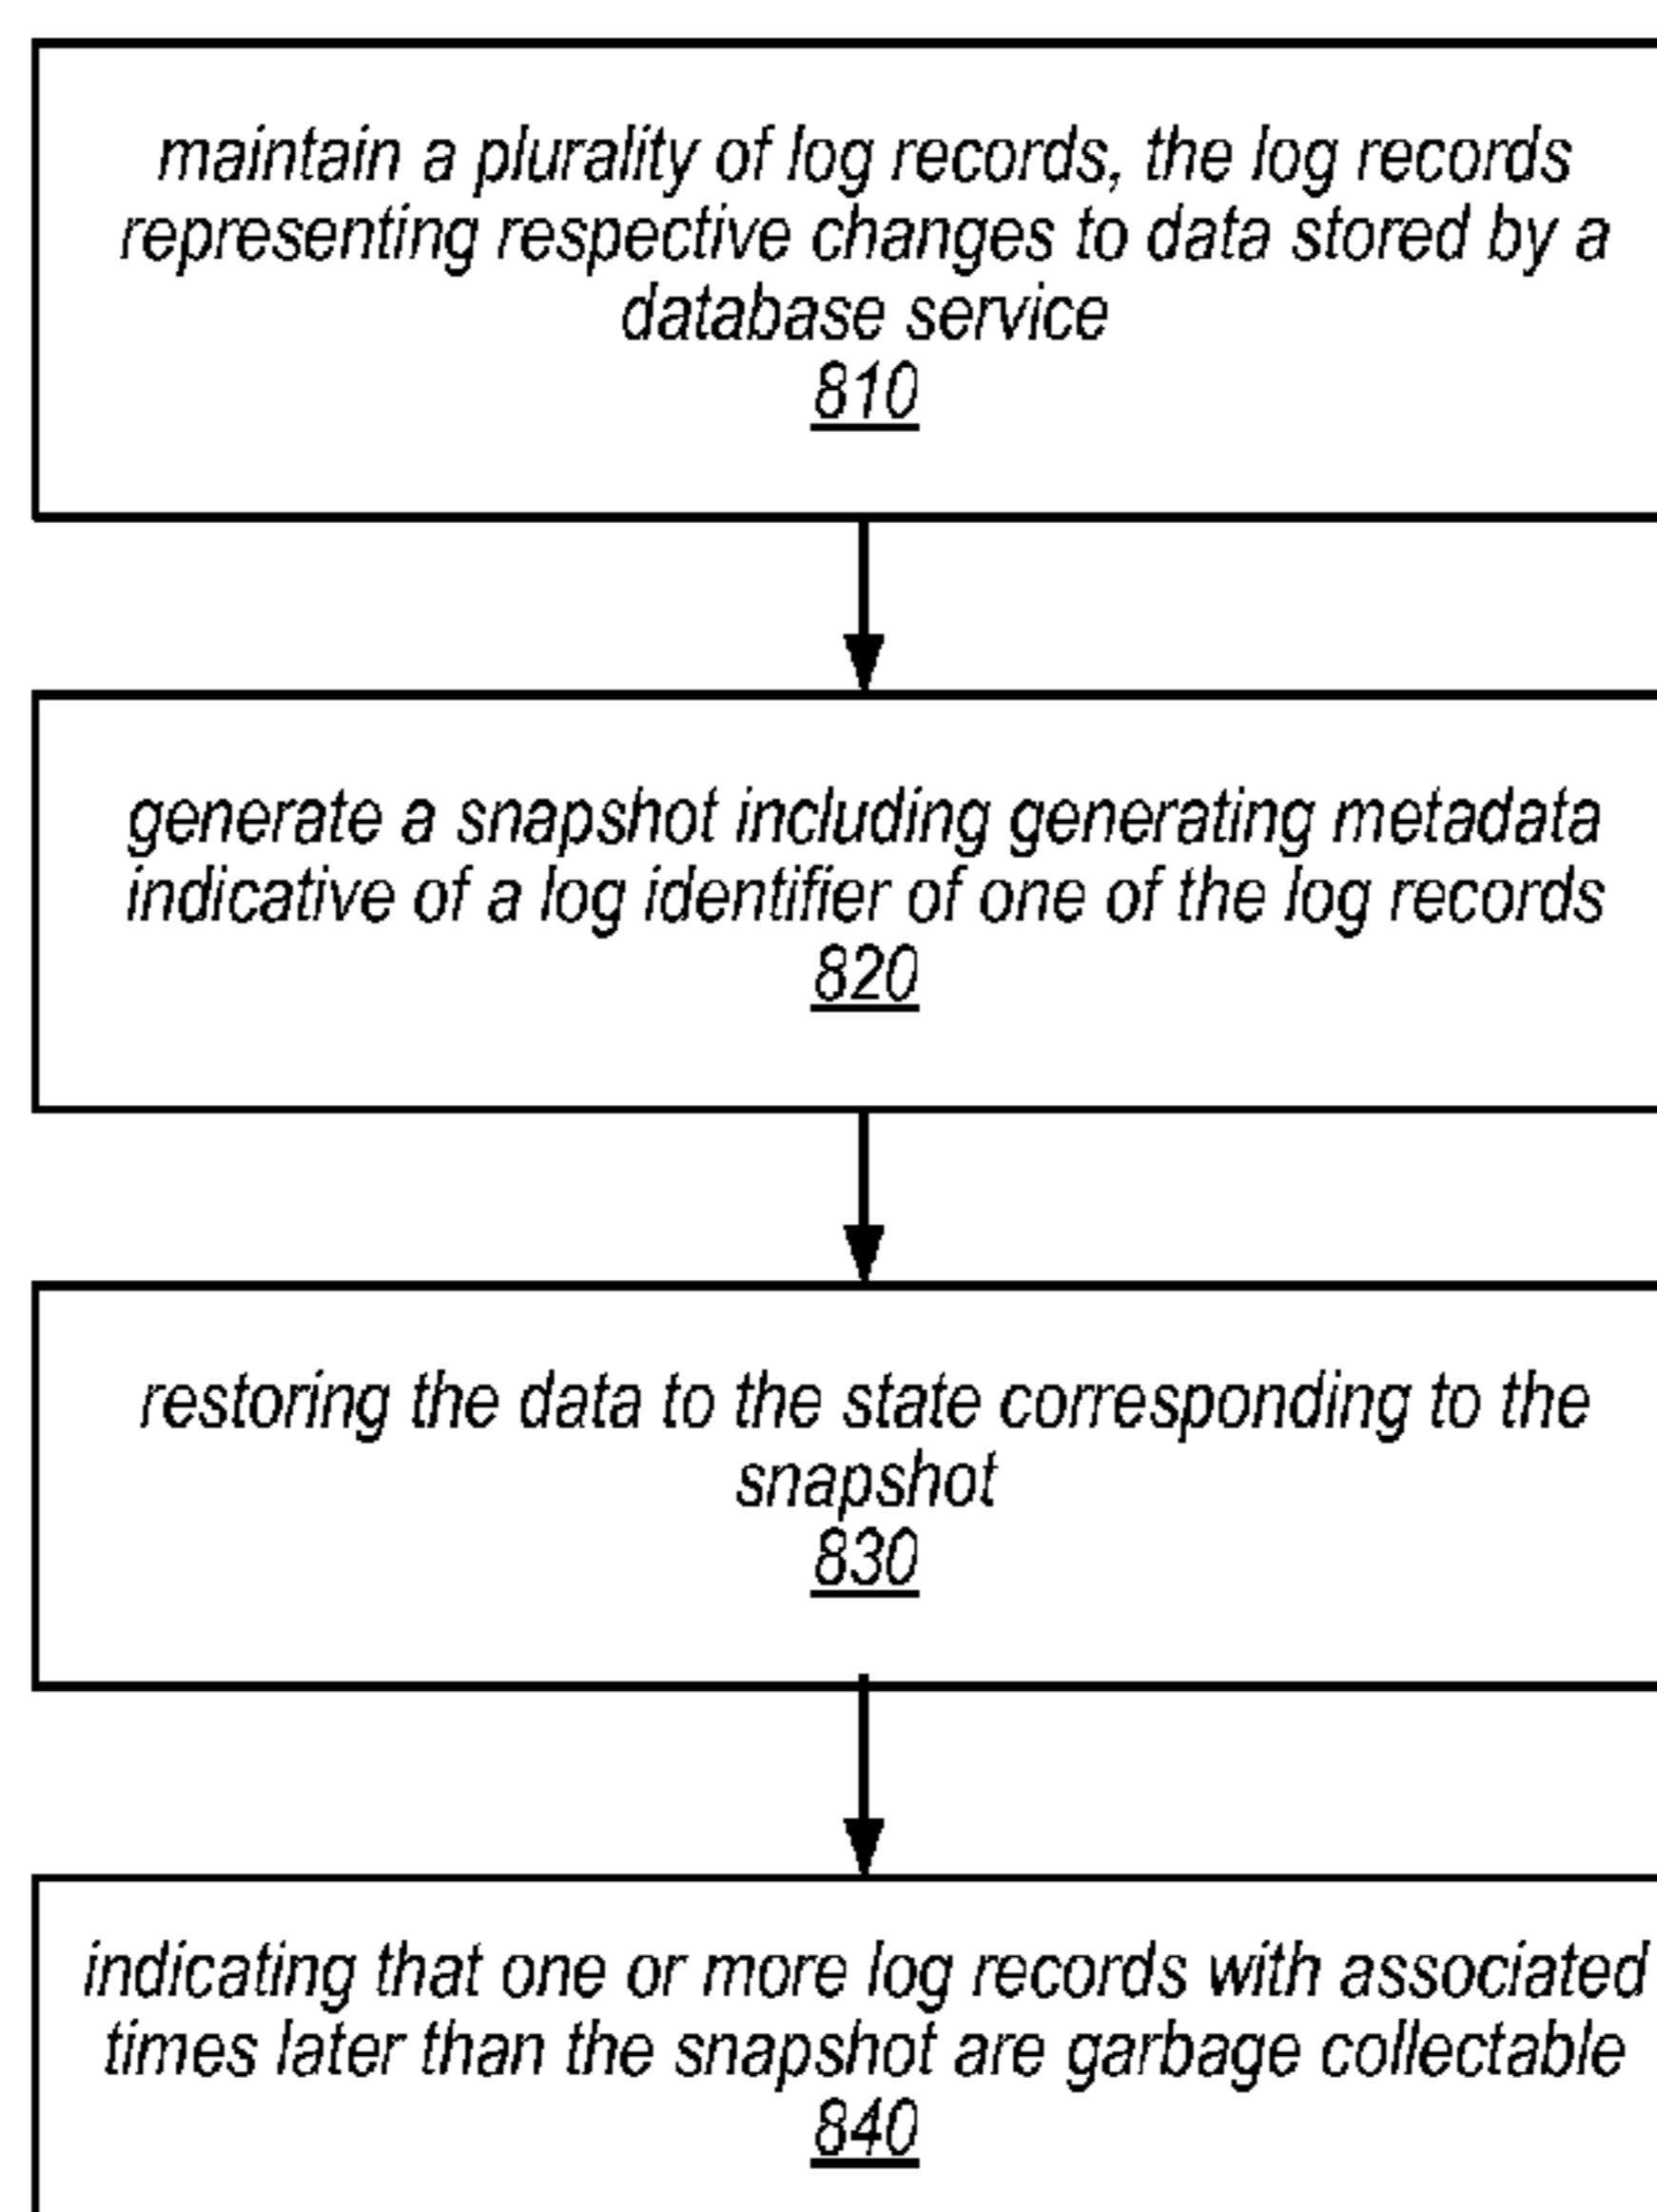 maintain a plurality of log records, the log records
representing respective changes to data stored by a
database service
810
generate a snapshot including generating metadata
indicative of a log identifier of one of the log records
820
restoring the data to the state corresponding to the
snapshot
830
indicating that one or more log records with associated
times later than the snapshot are garbage collectable
840